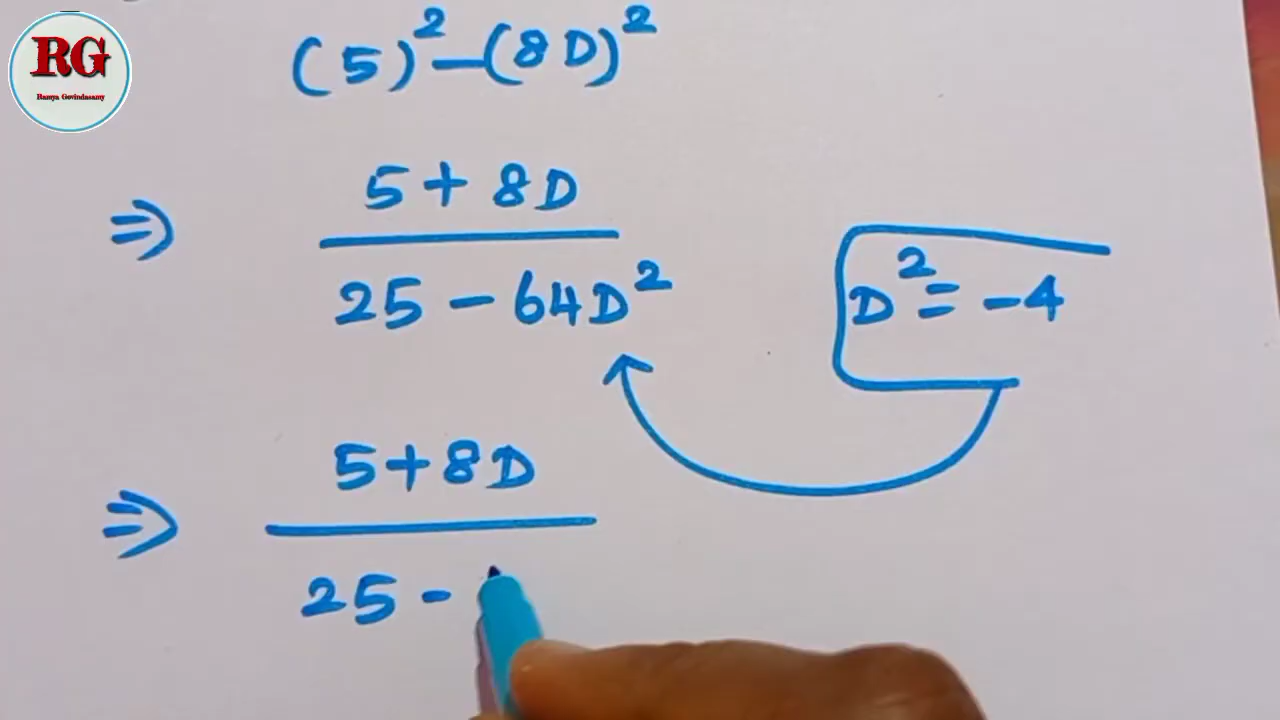 RG
Ramya Govindasamy
(5)² – (8D)²
⇒ 5 + 8D
25 – 64D²
D² = –4
⇒ 5 + 8D
25 –